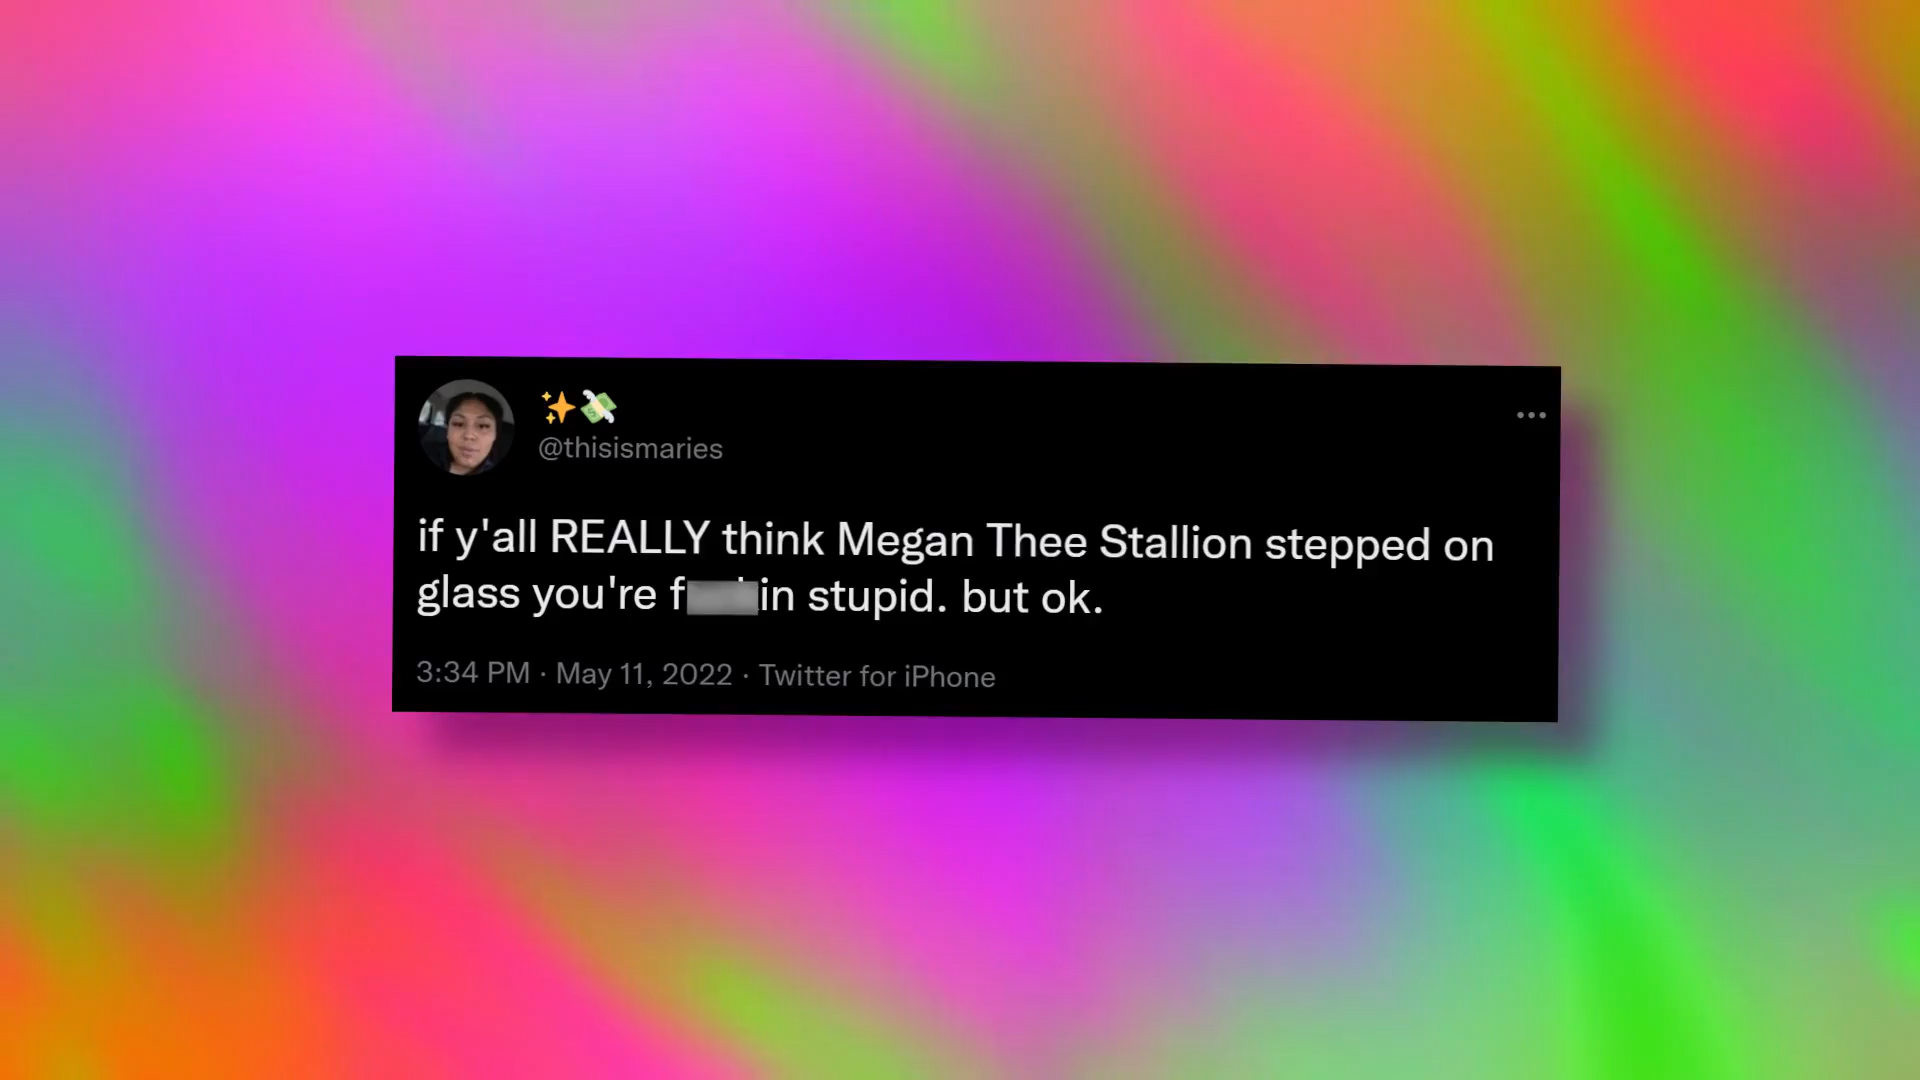 ✨💸
@thisismaries
if y'all REALLY think Megan Thee Stallion stepped on
glass you're f in stupid. but ok.
3:34 PM · May 11, 2022 · Twitter for iPhone